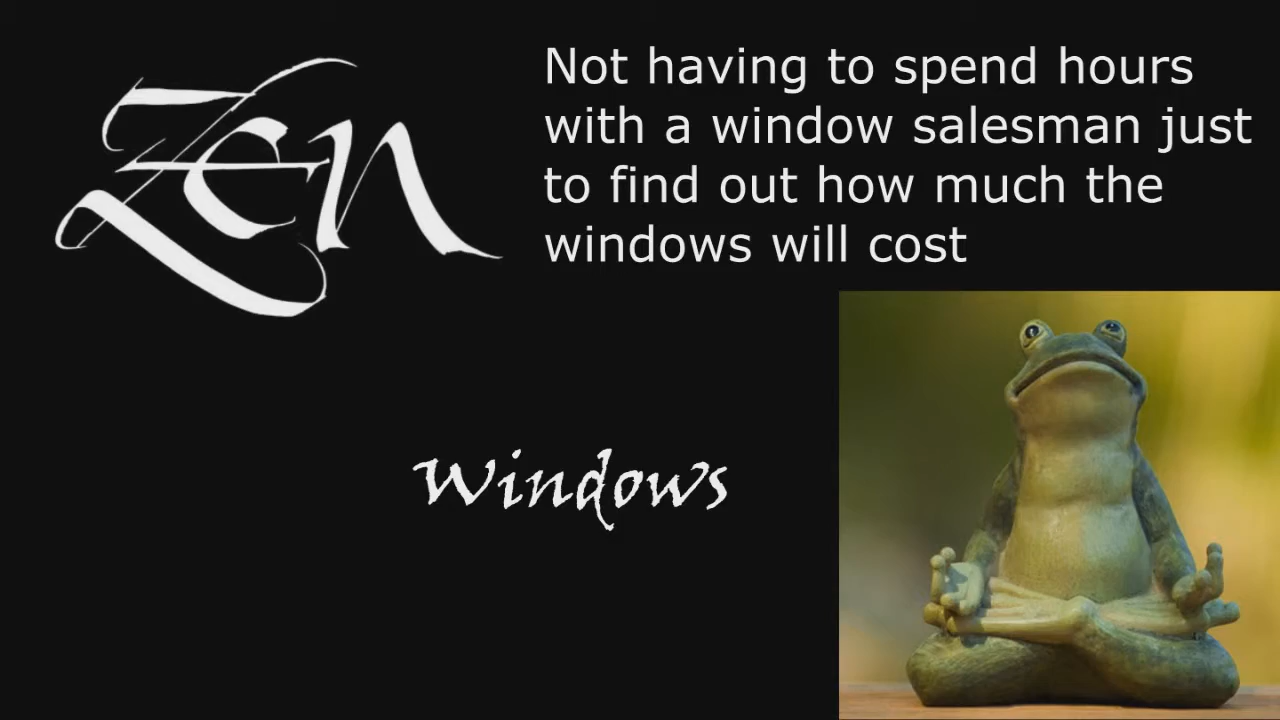 Zen
Not having to spend hours
with a window salesman just
to find out how much the
windows will cost
Windows